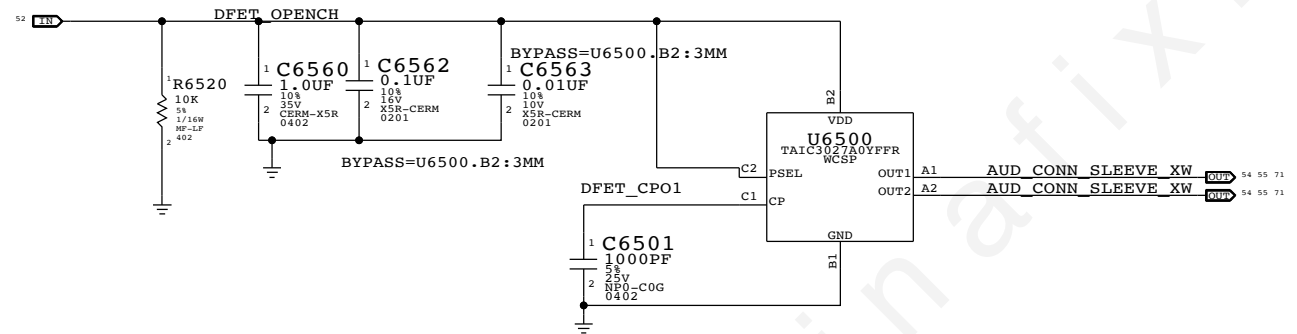 52 IN
DFET_OPENCH
1
R6520
10K
5%
1/16W
MF-LF
402
2
1
C6560
1.0UF
10%
35V
CERM-X5R
0402
2
1
C6562
0.1UF
10%
16V
X5R-CERM
0201
2
BYPASS=U6500.B2:3MM
1
C6563
0.01UF
10%
10V
X5R-CERM
0201
2
BYPASS=U6500.B2:3MM
B2
VDD
U6500
TAIC3027A0YFFR
WCSP
C2
PSEL
OUT1
A1
AUD_CONN_SLEEVE_XW
OUT 54 55 71
OUT2
A2
AUD_CONN_SLEEVE_XW
OUT 54 55 71
DFET_CPO1
C1
CP
GND
B1
1
C6501
1000PF
5%
25V
NP0-C0G
0402
2
inafix